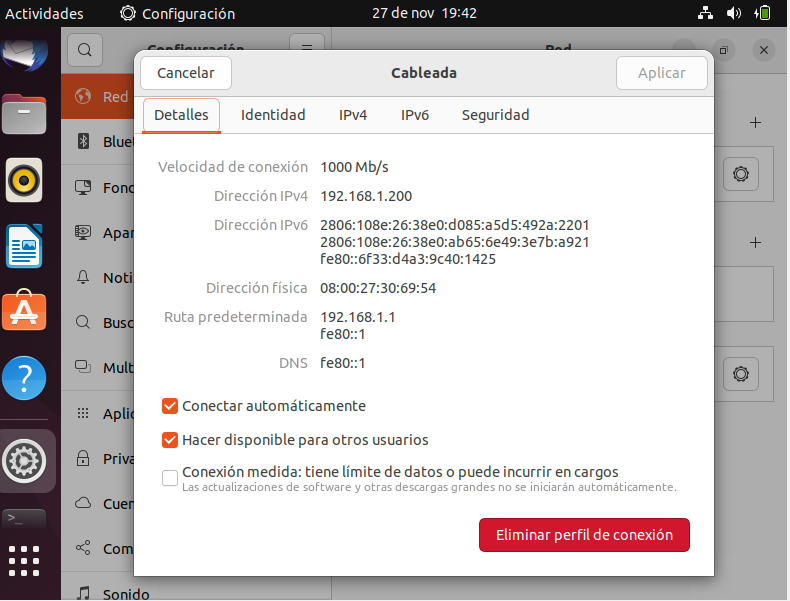 Actividades
Configuración
27 de nov 19:42
Configuración
Red
Cancelar
Cableada
Aplicar
Red
Detalles
Identidad
IPv4
IPv6
Seguridad
Blue
Fond
Apar
Noti
Busc
Mult
Aplic
Priva
Cuen
Com
Sonido
Velocidad de conexión 1000 Mb/s
Dirección IPv4 192.168.1.200
Dirección IPv6 2806:108e:26:38e0:d085:a5d5:492a:2201
2806:108e:26:38e0:ab65:6e49:3e7b:a921
fe80::6f33:d4a3:9c40:1425
Dirección física 08:00:27:30:69:54
Ruta predeterminada 192.168.1.1
fe80::1
DNS fe80::1
Conectar automáticamente
Hacer disponible para otros usuarios
Conexión medida: tiene límite de datos o puede incurrir en cargos
Las actualizaciones de software y otras descargas grandes no se iniciarán automáticamente.
Eliminar perfil de conexión